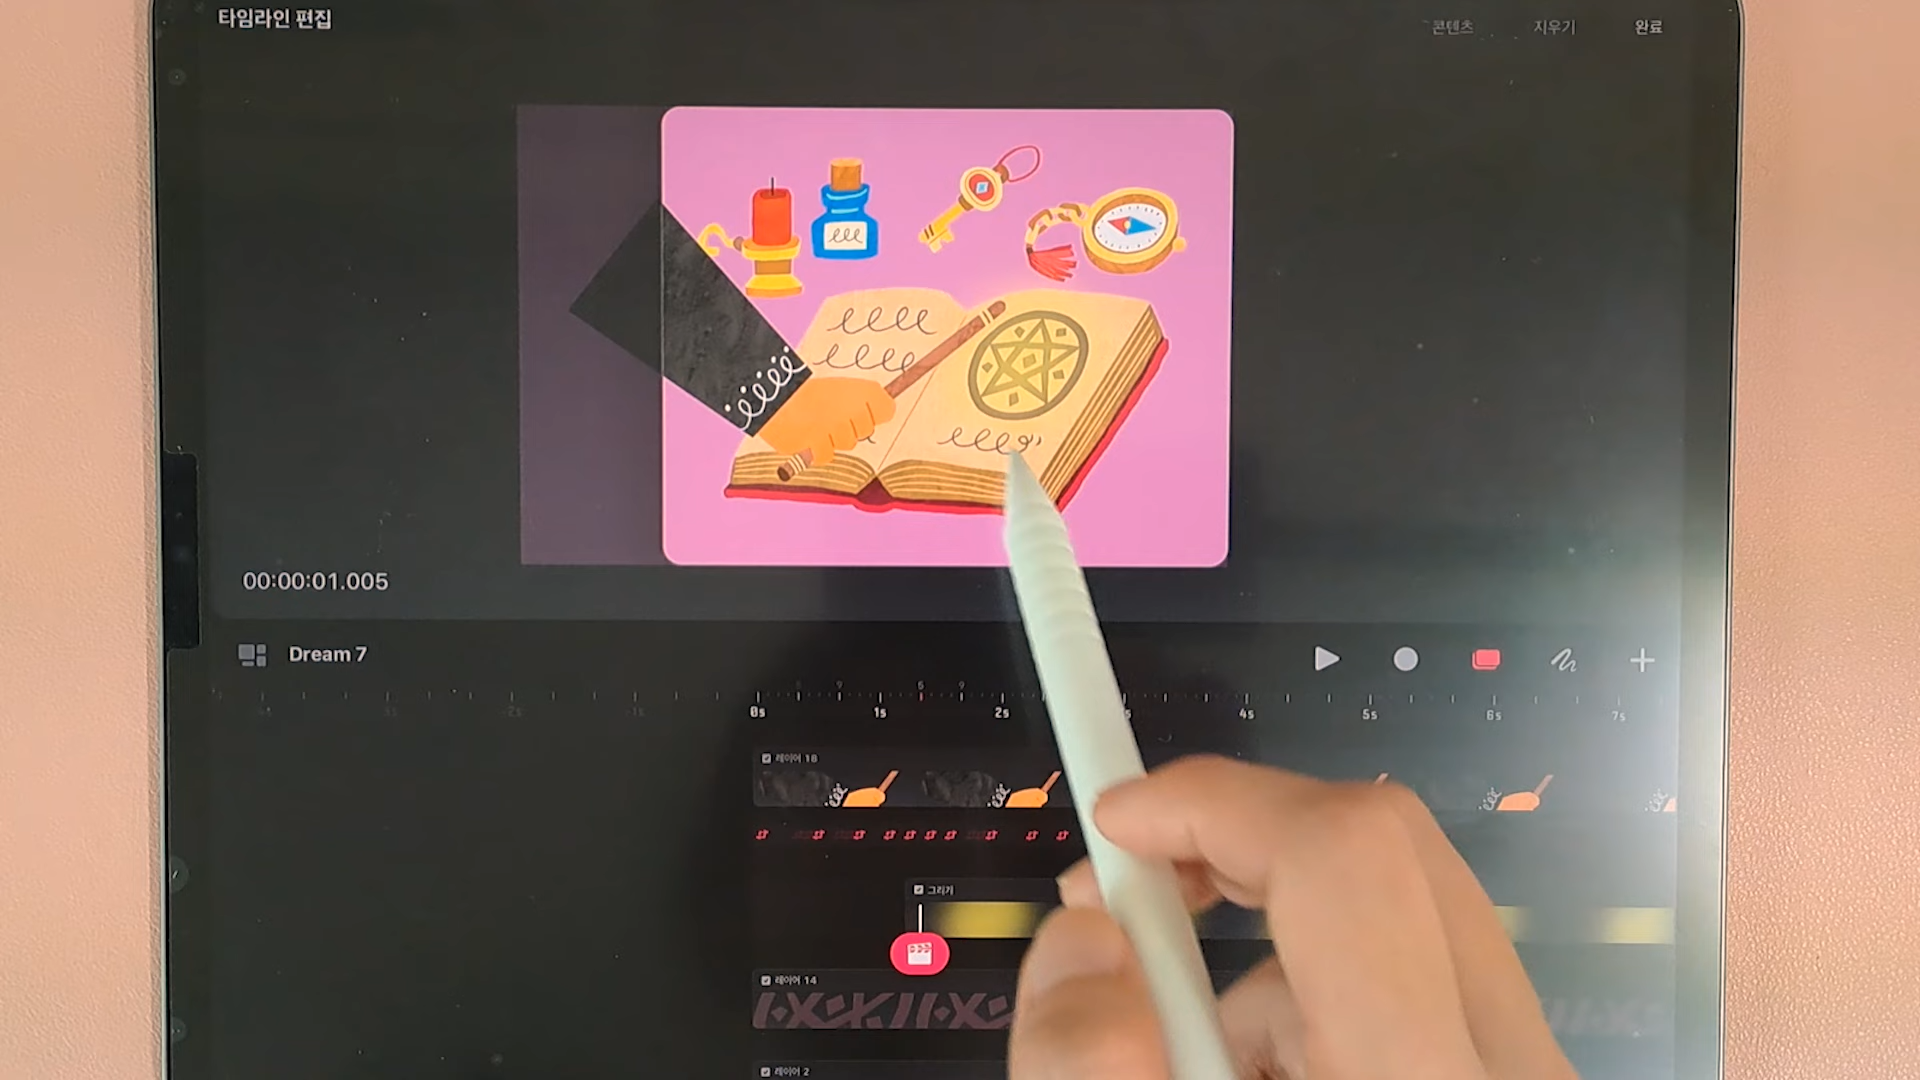 타임라인 편집
콘텐츠 지우기 완료
00:00:01.005
Dream 7
5 9
0s 1s 2s 4s 5s 6s 7s
레이어 18
그리기
레이어 14
레이어 2